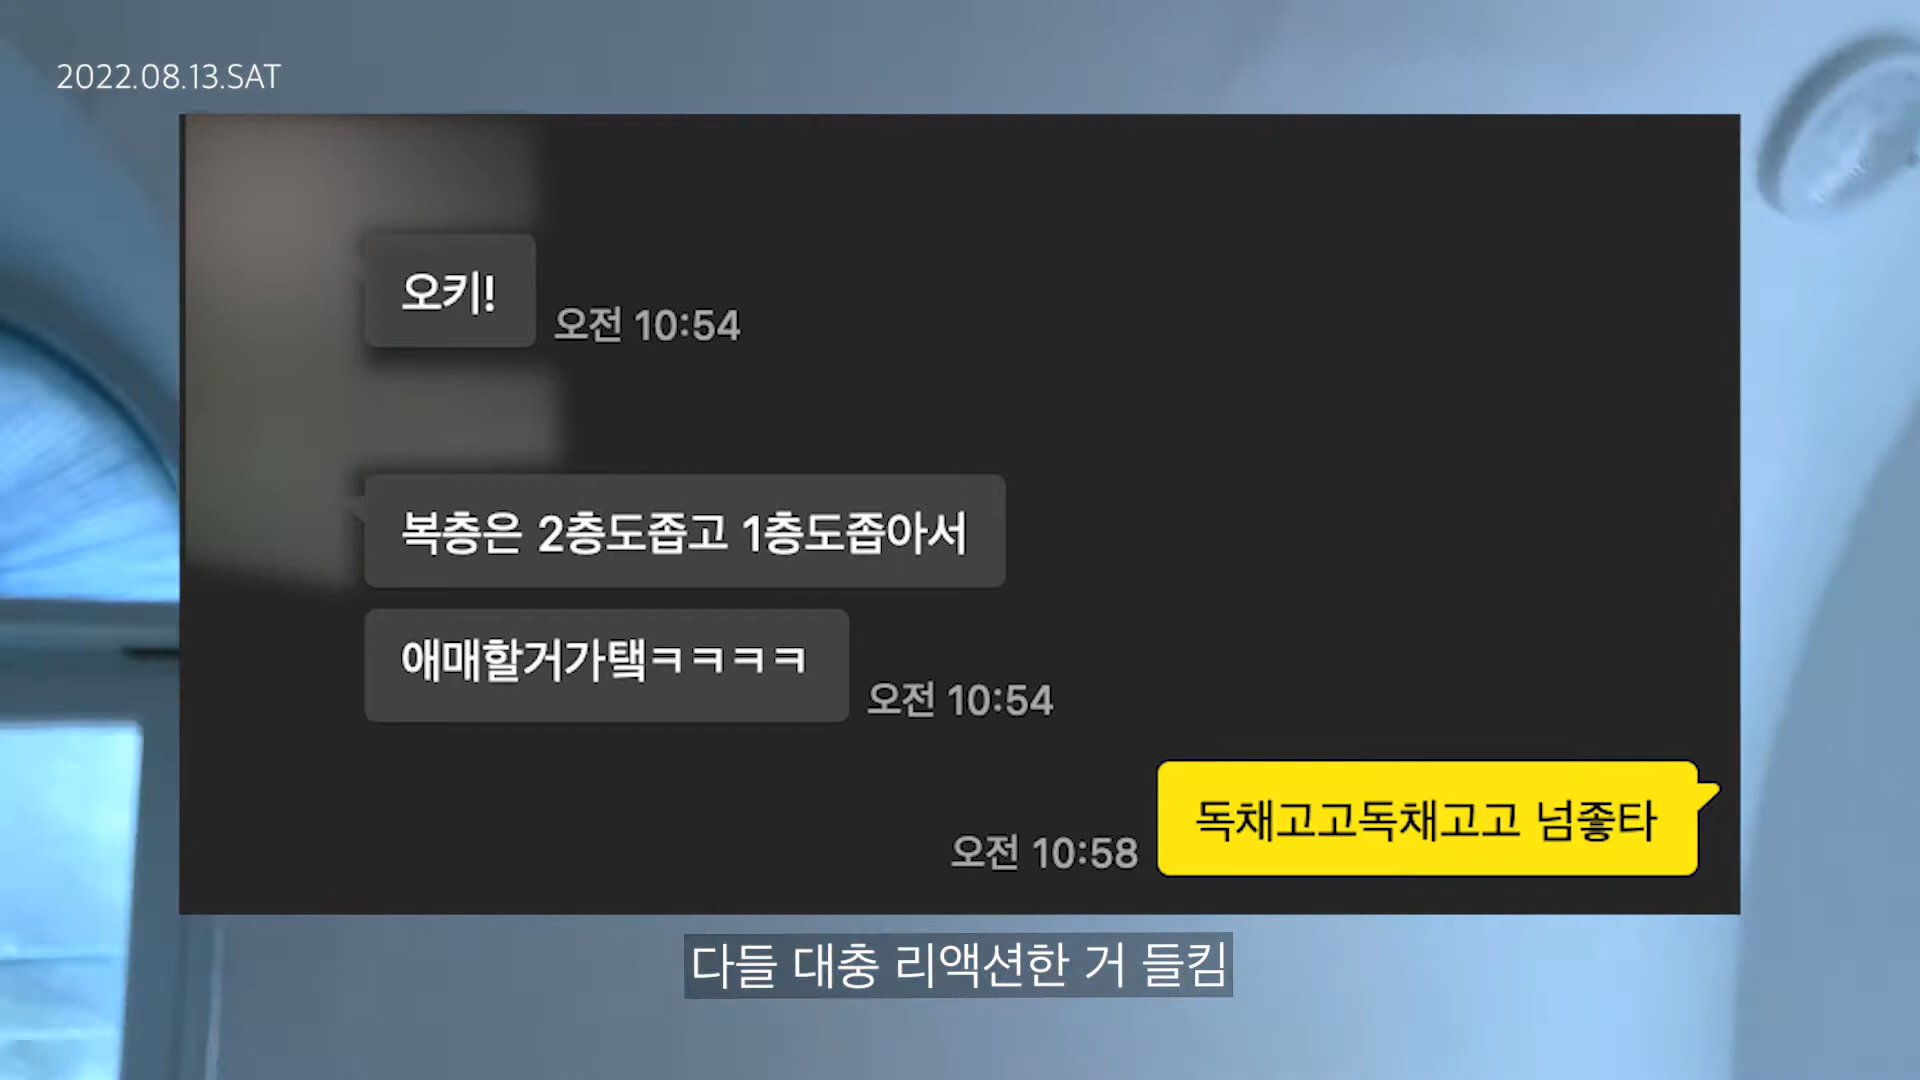 2022.08.13.SAT
오키!
오전 10:54
복층은 2층도좁고 1층도좁아서
애매할거가탬ㅋㅋㅋㅋ
오전 10:54
독채고고독채고고 넘좋타
오전 10:58
다들 대충 리액션한 거 들킴